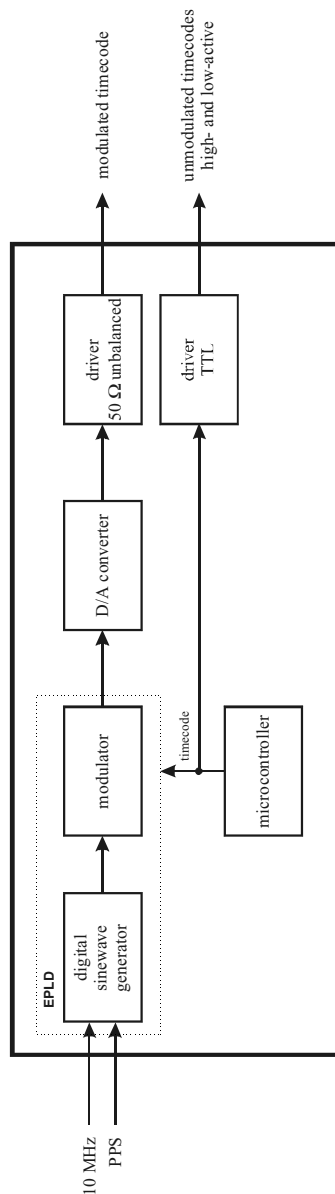 10 MHz
PPS
EPLD
digital
sinewave
generator
modulator
D/A converter
driver
50 Ω unbalanced
modulated timecode
timecode
microcontroller
driver
TTL
unmodulated timecodes
high- and low-active